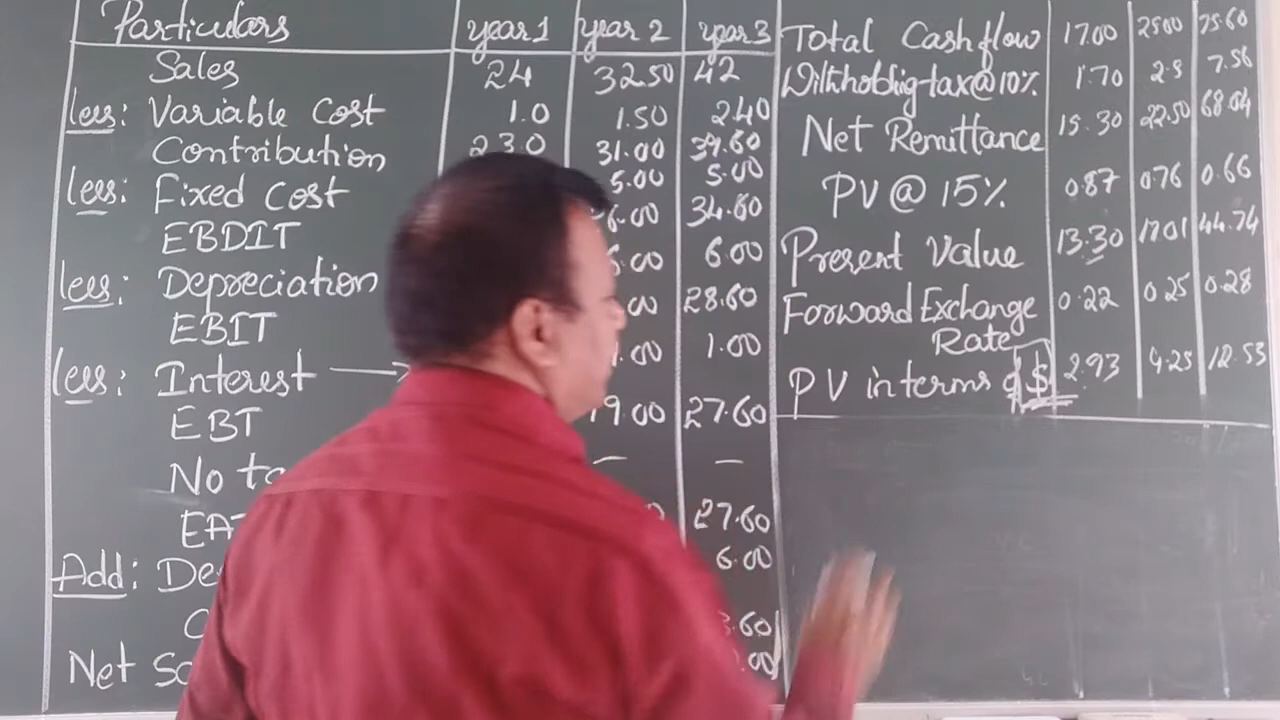 Particulars year 1 year 2 year 3
Sales 24 32.50 42
Less: Variable Cost 1.0 1.50 2.40
Contribution 23.0 31.00 39.60
Less: Fixed Cost 5.00 5.00
EBDIT 34.60
Less: Depreciation 6.00
EBIT 28.60
Less: Interest → 1.00
EBT 19.00 27.60
No — —
27.60
Add: 6.00
Net
Total Cashflow 17.00 25.00 75.60
Withholding tax@10% 1.70 2.5 7.56
Net Remittance 15.30 22.50 68.04
PV @ 15% 0.87 0.76 0.66
Present Value 13.30 17.01 44.74
Forward Exchange 0.22 0.25 0.28
Rate
PV interms of $ 2.93 4.25 12.53